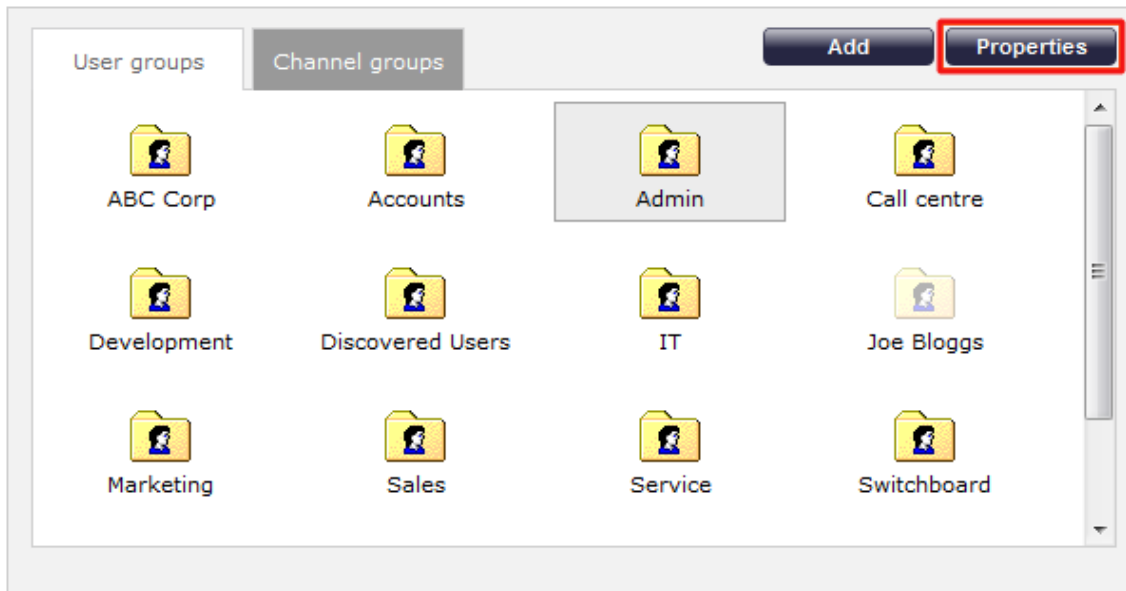 User groups Channel groups Add Properties
ABC Corp Accounts Admin Call centre
Development Discovered Users IT Joe Bloggs
Marketing Sales Service Switchboard